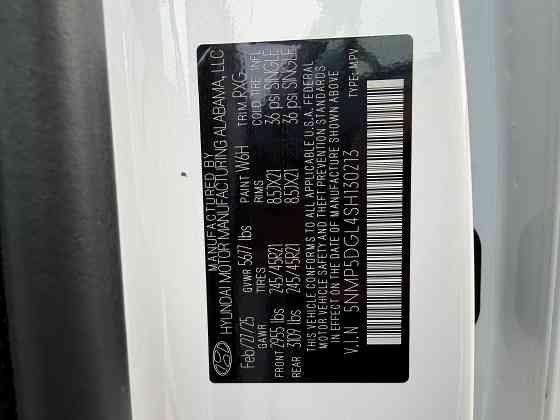 MANUFACTURED BY
HYUNDAI MOTOR MANUFACTURING ALABAMA, LLC
Feb/27/25 PAINT W6H TRIM RXG
GVWR 5677 lbs
GAWR TIRES RIMS COLD TIRE INFL
FRONT 2955 lbs 245/45R21 8.5JX21 36 psi SINGLE
REAR 3109 lbs 245/45R21 8.5JX21 36 psi SINGLE
THIS VEHICLE CONFORMS TO ALL APPLICABLE U.S.A. FEDERAL
MOTOR VEHICLE SAFETY AND THEFT PREVENTION STANDARDS
IN EFFECT ON THE DATE OF MANUFACTURE SHOWN ABOVE
V.I.N 5NMP5DGL4SH130213 TYPE: MPV